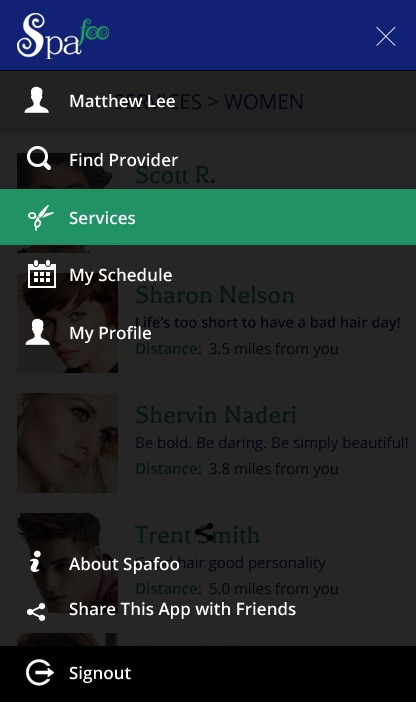 Spafoo
Matthew Lee
SERVICES > WOMEN
Find Provider
Scott R.
Services
My Schedule
Sharon Nelson
Life's too short to have a bad hair day!
My Profile
Distance: 3.5 miles from you
Shervin Naderi
Be bold. Be daring. Be simply beautiful!
Distance: 3.8 miles from you
Trent Smith
Good hair good personality
About Spafoo
Distance: 5.0 miles from you
Share This App with Friends
Signout